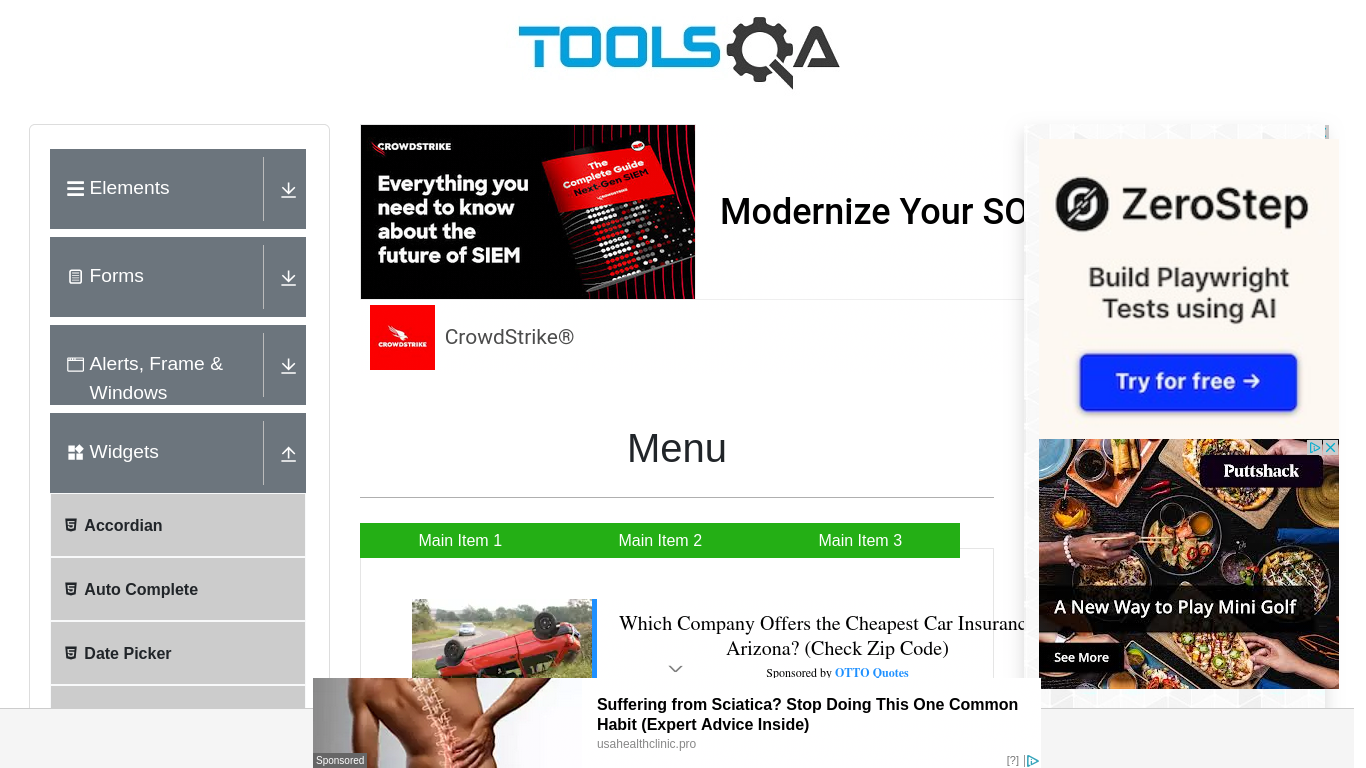 TOOLSQA
Elements
Forms
Alerts, Frame &
Windows
Widgets
Accordian
Auto Complete
Date Picker
CROWDSTRIKE
Everything you
need to know
about the
future of SIEM
The
Complete Guide
Next-Gen SIEM
CROWDSTRIKE
Modernize Your SO
CROWDSTRIKE
CrowdStrike®
Menu
Main Item 1
Main Item 2
Main Item 3
Which Company Offers the Cheapest Car Insuranc
Arizona? (Check Zip Code)
Sponsored by OTTO Quotes
ZeroStep
Build Playwright
Tests using AI
Try for free →
Puttshack
A New Way to Play Mini Golf
See More
Suffering from Sciatica? Stop Doing This One Common
Habit (Expert Advice Inside)
usahealthclinic.pro
Sponsored
[?]